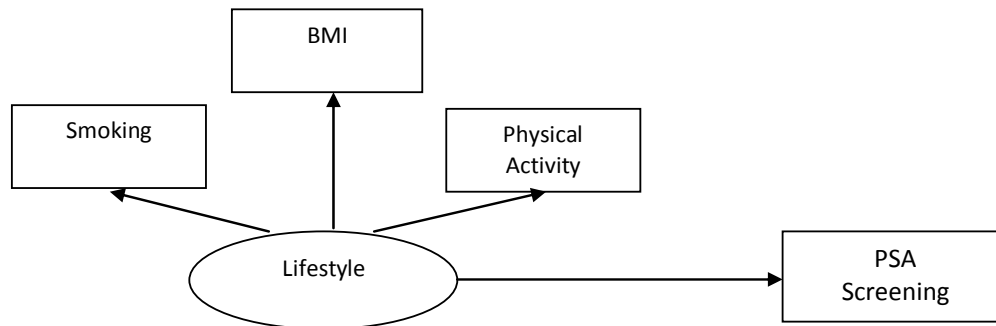 BMI
Smoking
Physical
Activity
Lifestyle
PSA
Screening